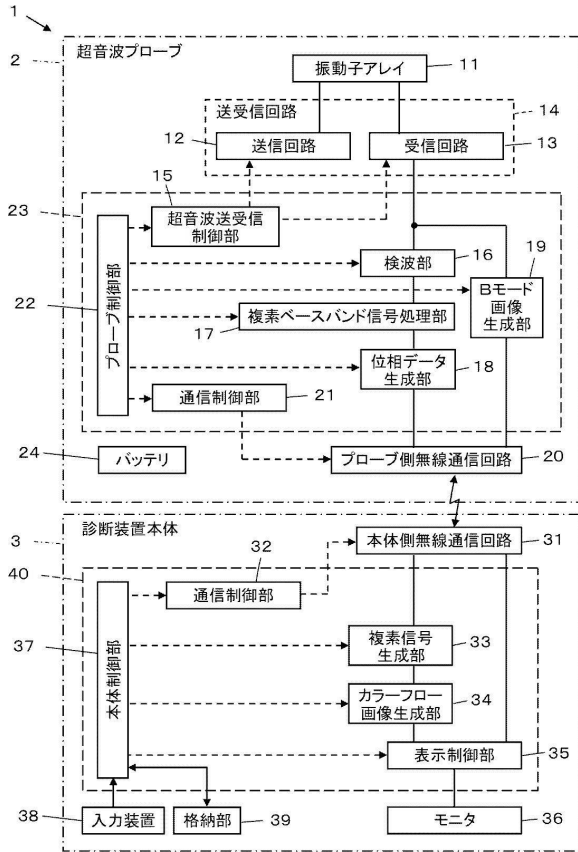 1
2
超音波プローブ
振動子アレイ
11
送受信回路
14
12
送信回路
受信回路
13
15
23
超音波送受信
制御部
16
検波部
19
Bモード
画像
生成部
22
プローブ制御部
17
複素ベースバンド信号処理部
位相データ
生成部
18
通信制御部
21
24
バッテリ
プローブ側無線通信回路
20
3
診断装置本体
32
本体側無線通信回路
31
40
通信制御部
37
本体制御部
複素信号
生成部
33
カラーフロー
画像生成部
34
表示制御部
35
38
入力装置
格納部
39
モニタ
36